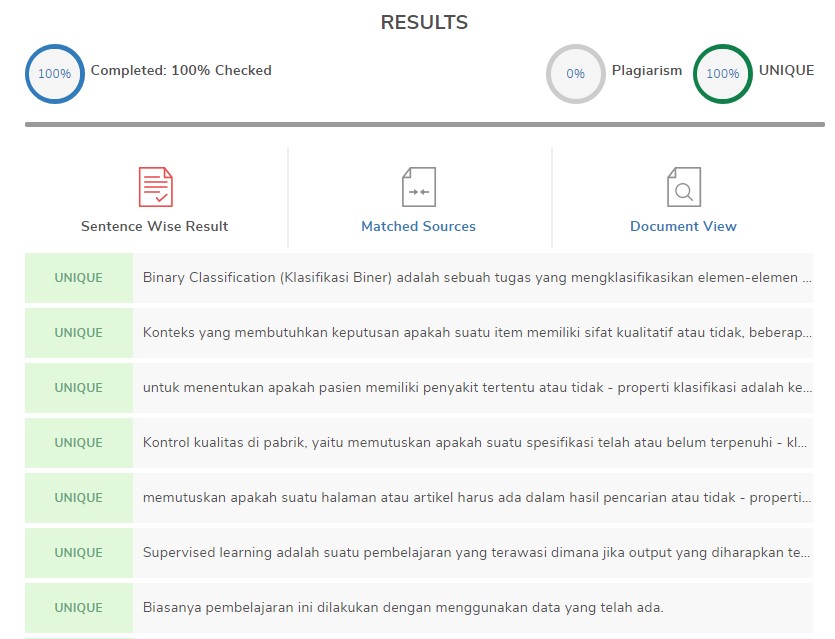 RESULTS
100% Completed: 100% Checked 0% Plagiarism 100% UNIQUE
Sentence Wise Result Matched Sources Document View
UNIQUE Binary Classification (Klasifikasi Biner) adalah sebuah tugas yang mengklasifikasikan elemen-elemen ...
UNIQUE Konteks yang membutuhkan keputusan apakah suatu item memiliki sifat kualitatif atau tidak, beberap...
UNIQUE untuk menentukan apakah pasien memiliki penyakit tertentu atau tidak - properti klasifikasi adalah ke...
UNIQUE Kontrol kualitas di pabrik, yaitu memutuskan apakah suatu spesifikasi telah atau belum terpenuhi - kl...
UNIQUE memutuskan apakah suatu halaman atau artikel harus ada dalam hasil pencarian atau tidak - properti...
UNIQUE Supervised learning adalah suatu pembelajaran yang terawasi dimana jika output yang diharapkan te...
UNIQUE Biasanya pembelajaran ini dilakukan dengan menggunakan data yang telah ada.